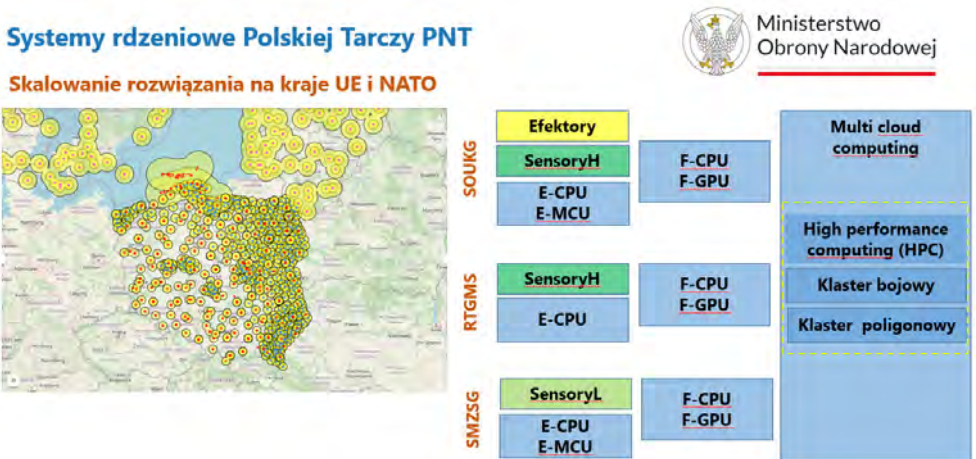 Systemy rdzeniowe Polskiej Tarczy PNT
Ministerstwo
Obrony Narodowej
Skalowanie rozwiązania na kraje UE i NATO
SOUKG
Efektory
SensoryH
E-CPU
E-MCU
F-CPU
F-GPU
Multi cloud
computing
RTGMS
SensoryH
E-CPU
F-CPU
F-GPU
High performance
computing (HPC)
Klaster bojowy
Klaster poligonowy
SMZSG
SensoryL
E-CPU
E-MCU
F-CPU
F-GPU